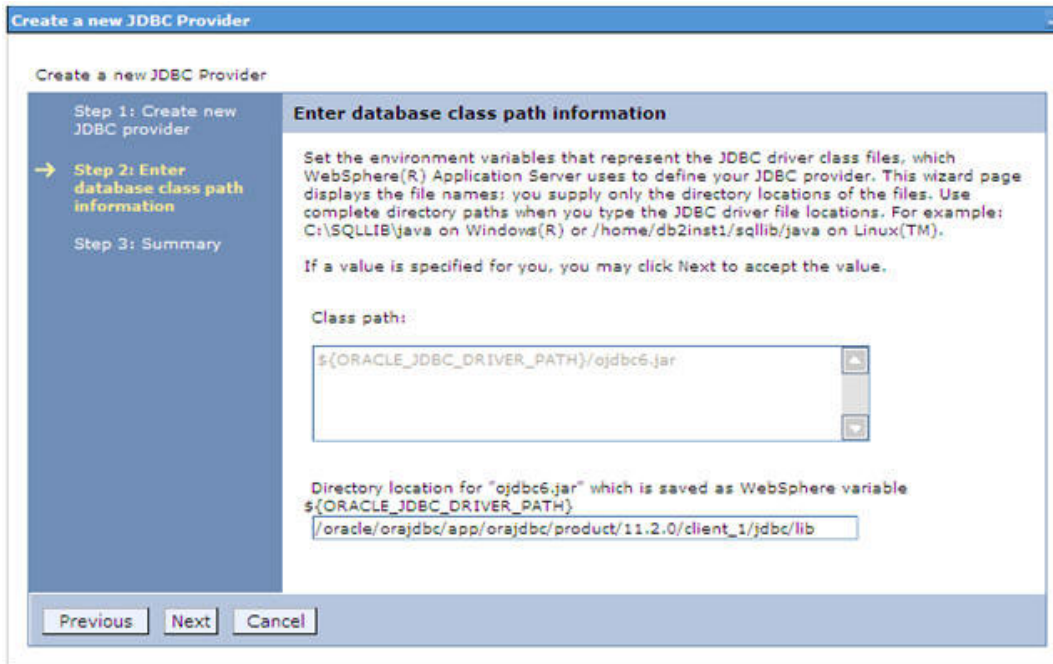 Create a new JDBC Provider
Create a new JDBC Provider
Step 1: Create new
JDBC provider
Step 2: Enter
database class path
information
Step 3: Summary
Enter database class path information
Set the environment variables that represent the JDBC driver class files, which
WebSphere(R) Application Server uses to define your JDBC provider. This wizard page
displays the file names; you supply only the directory locations of the files. Use
complete directory paths when you type the JDBC driver file locations. For example:
C:\SQLLIB\java on Windows(R) or /home/db2inst1/sqllib/java on Linux(TM).
If a value is specified for you, you may click Next to accept the value.
Class path:
${ORACLE_JDBC_DRIVER_PATH}/ojdbc6.jar
Directory location for "ojdbc6.jar" which is saved as WebSphere variable
${ORACLE_JDBC_DRIVER_PATH}
/oracle/orajdbc/app/orajdbc/product/11.2.0/client_1/jdbc/lib
Previous Next Cancel